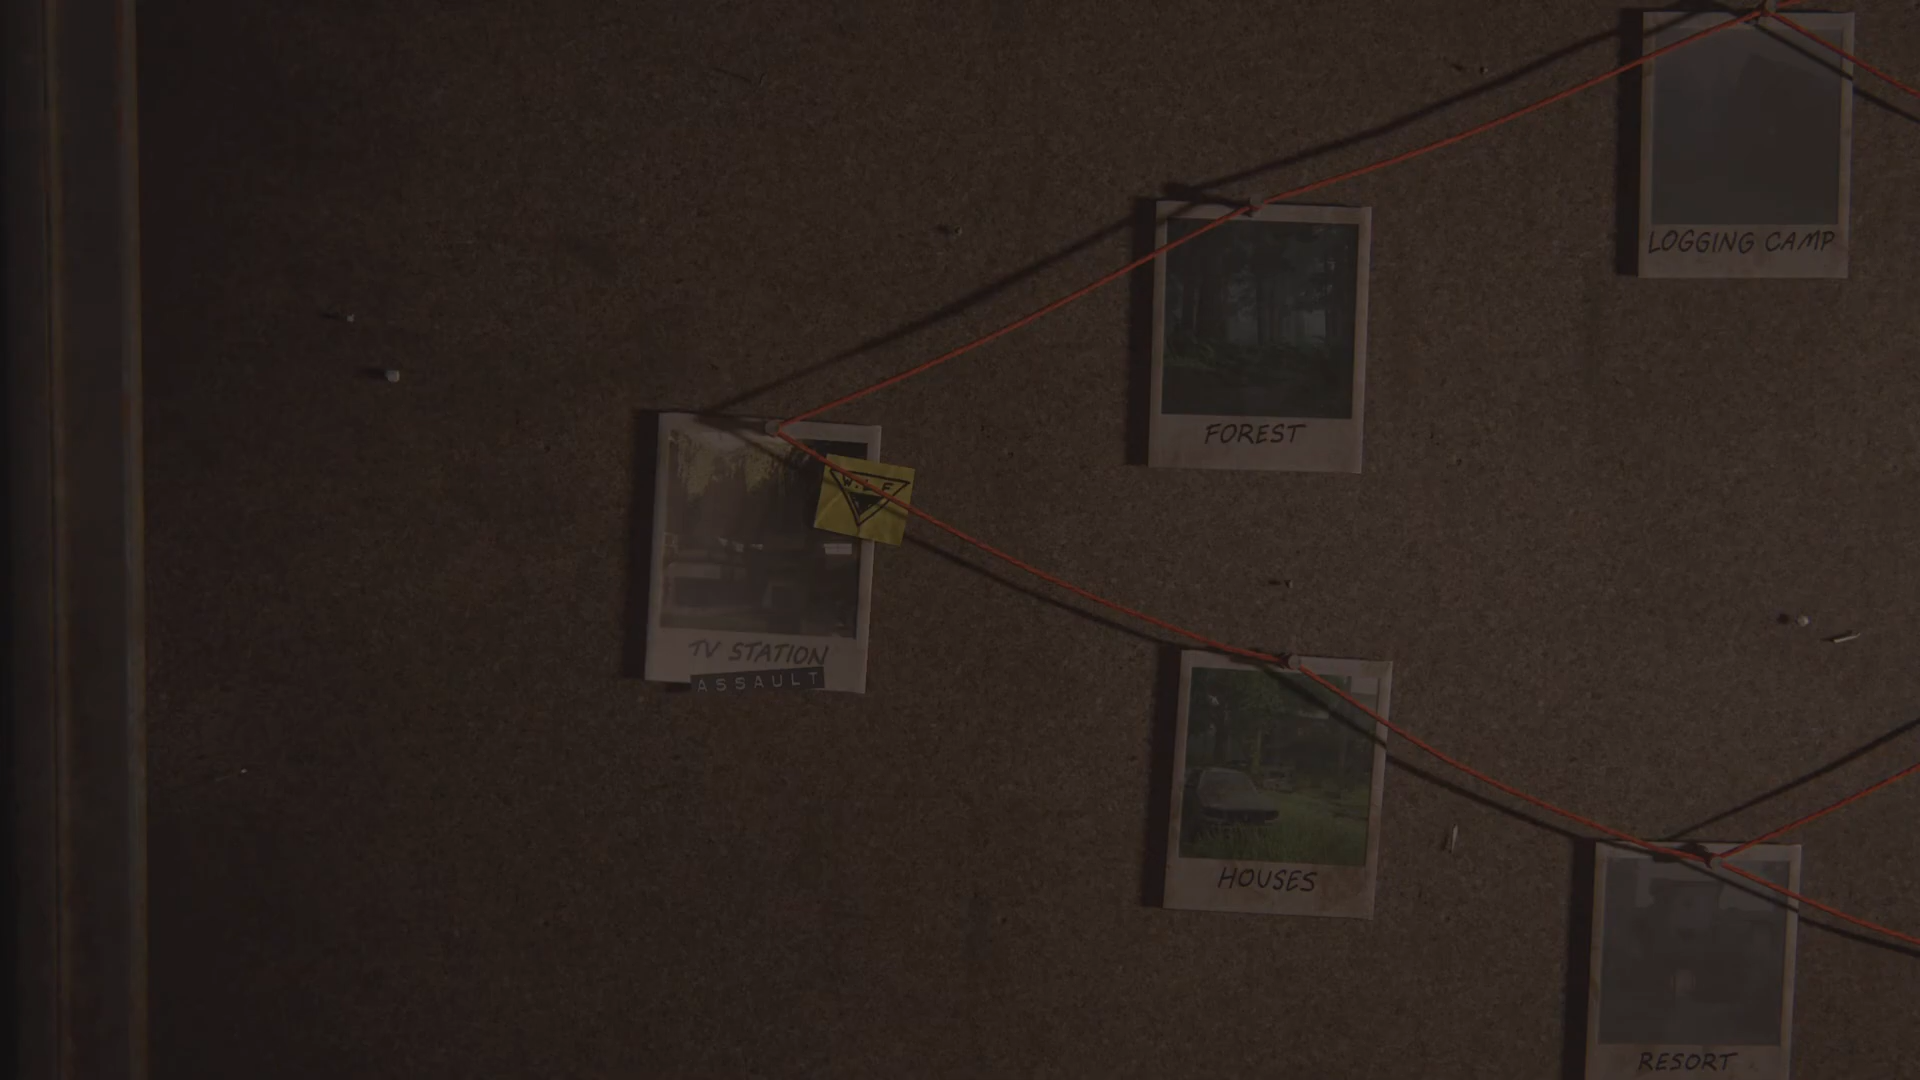 LOGGING CAMP
FOREST
W.L.F.
TV STATION
ASSAULT
HOUSES
RESORT